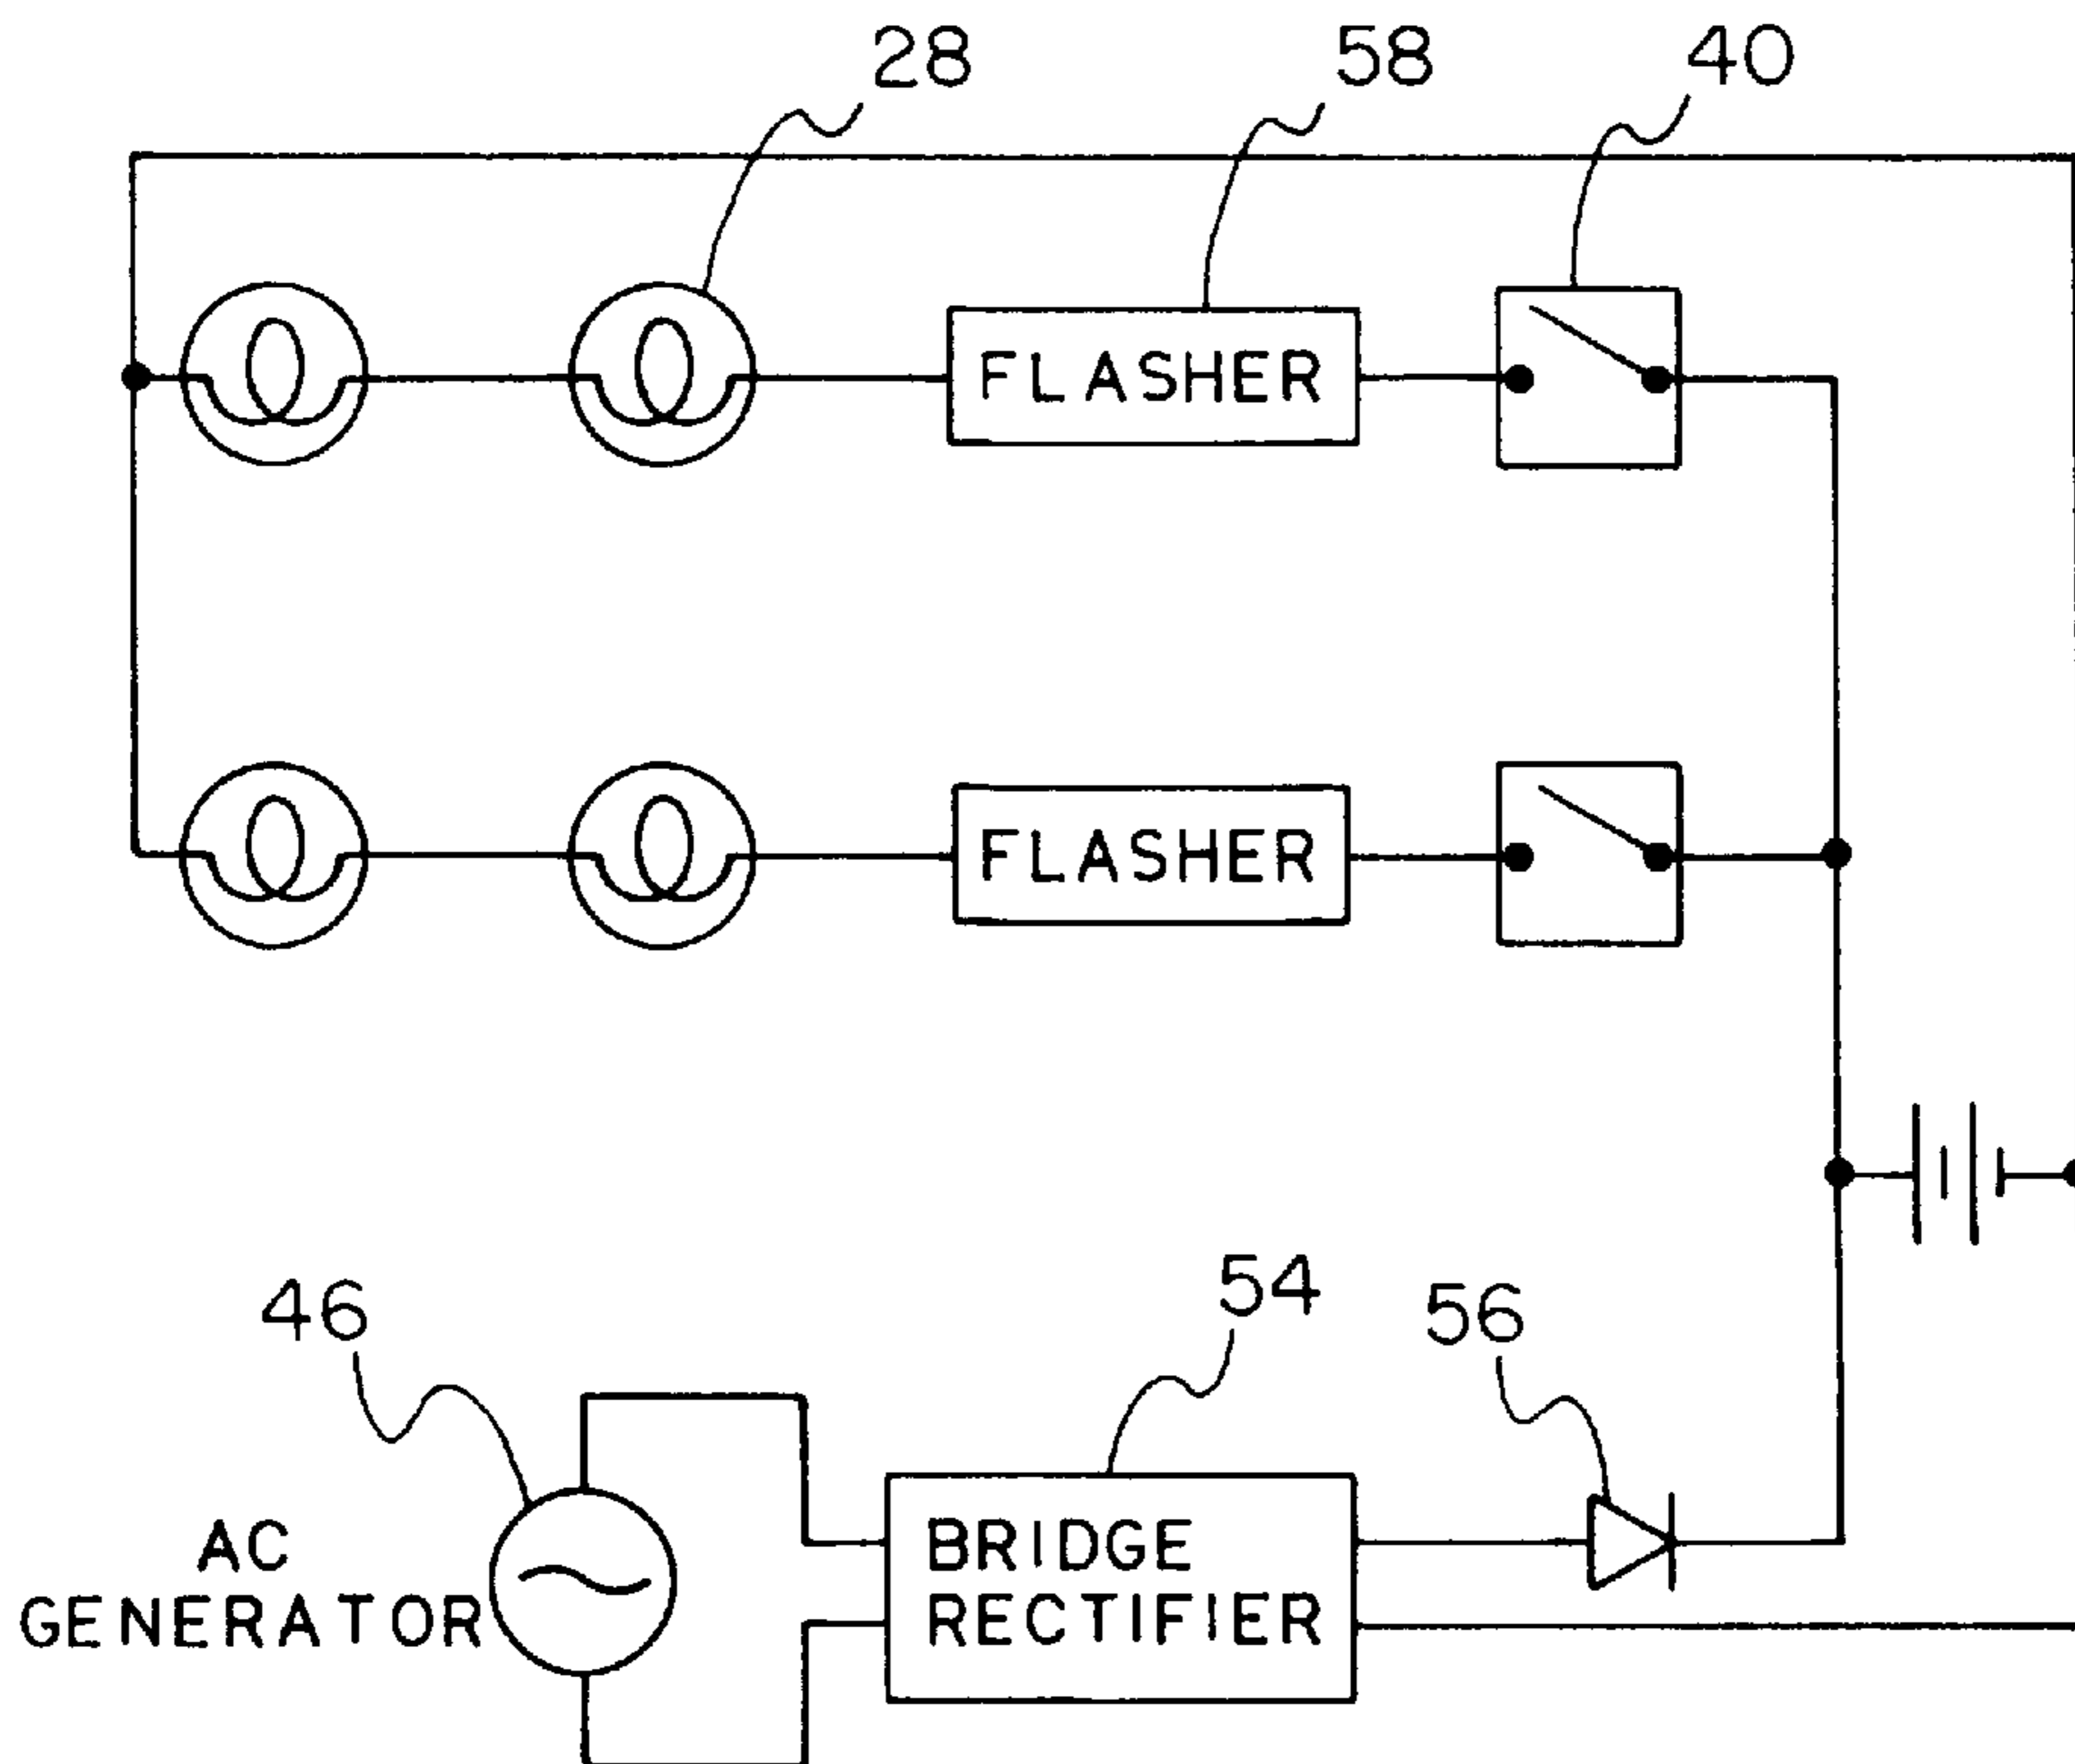 28
58
40
FLASHER
FLASHER
46
54
56
AC
GENERATOR
BRIDGE
RECTIFIER